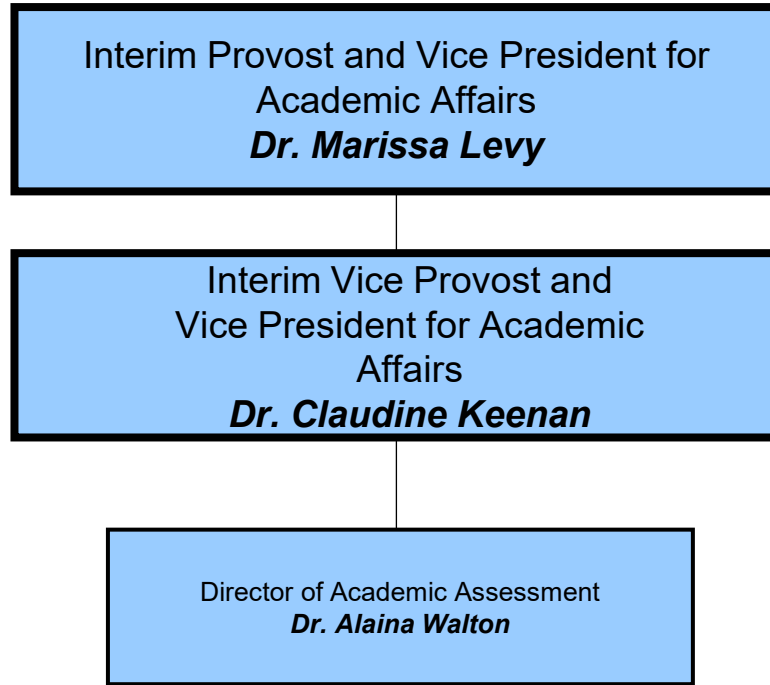 Interim Provost and Vice President for
Academic Affairs
Dr. Marissa Levy
Interim Vice Provost and
Vice President for Academic
Affairs
Dr. Claudine Keenan
Director of Academic Assessment
Dr. Alaina Walton